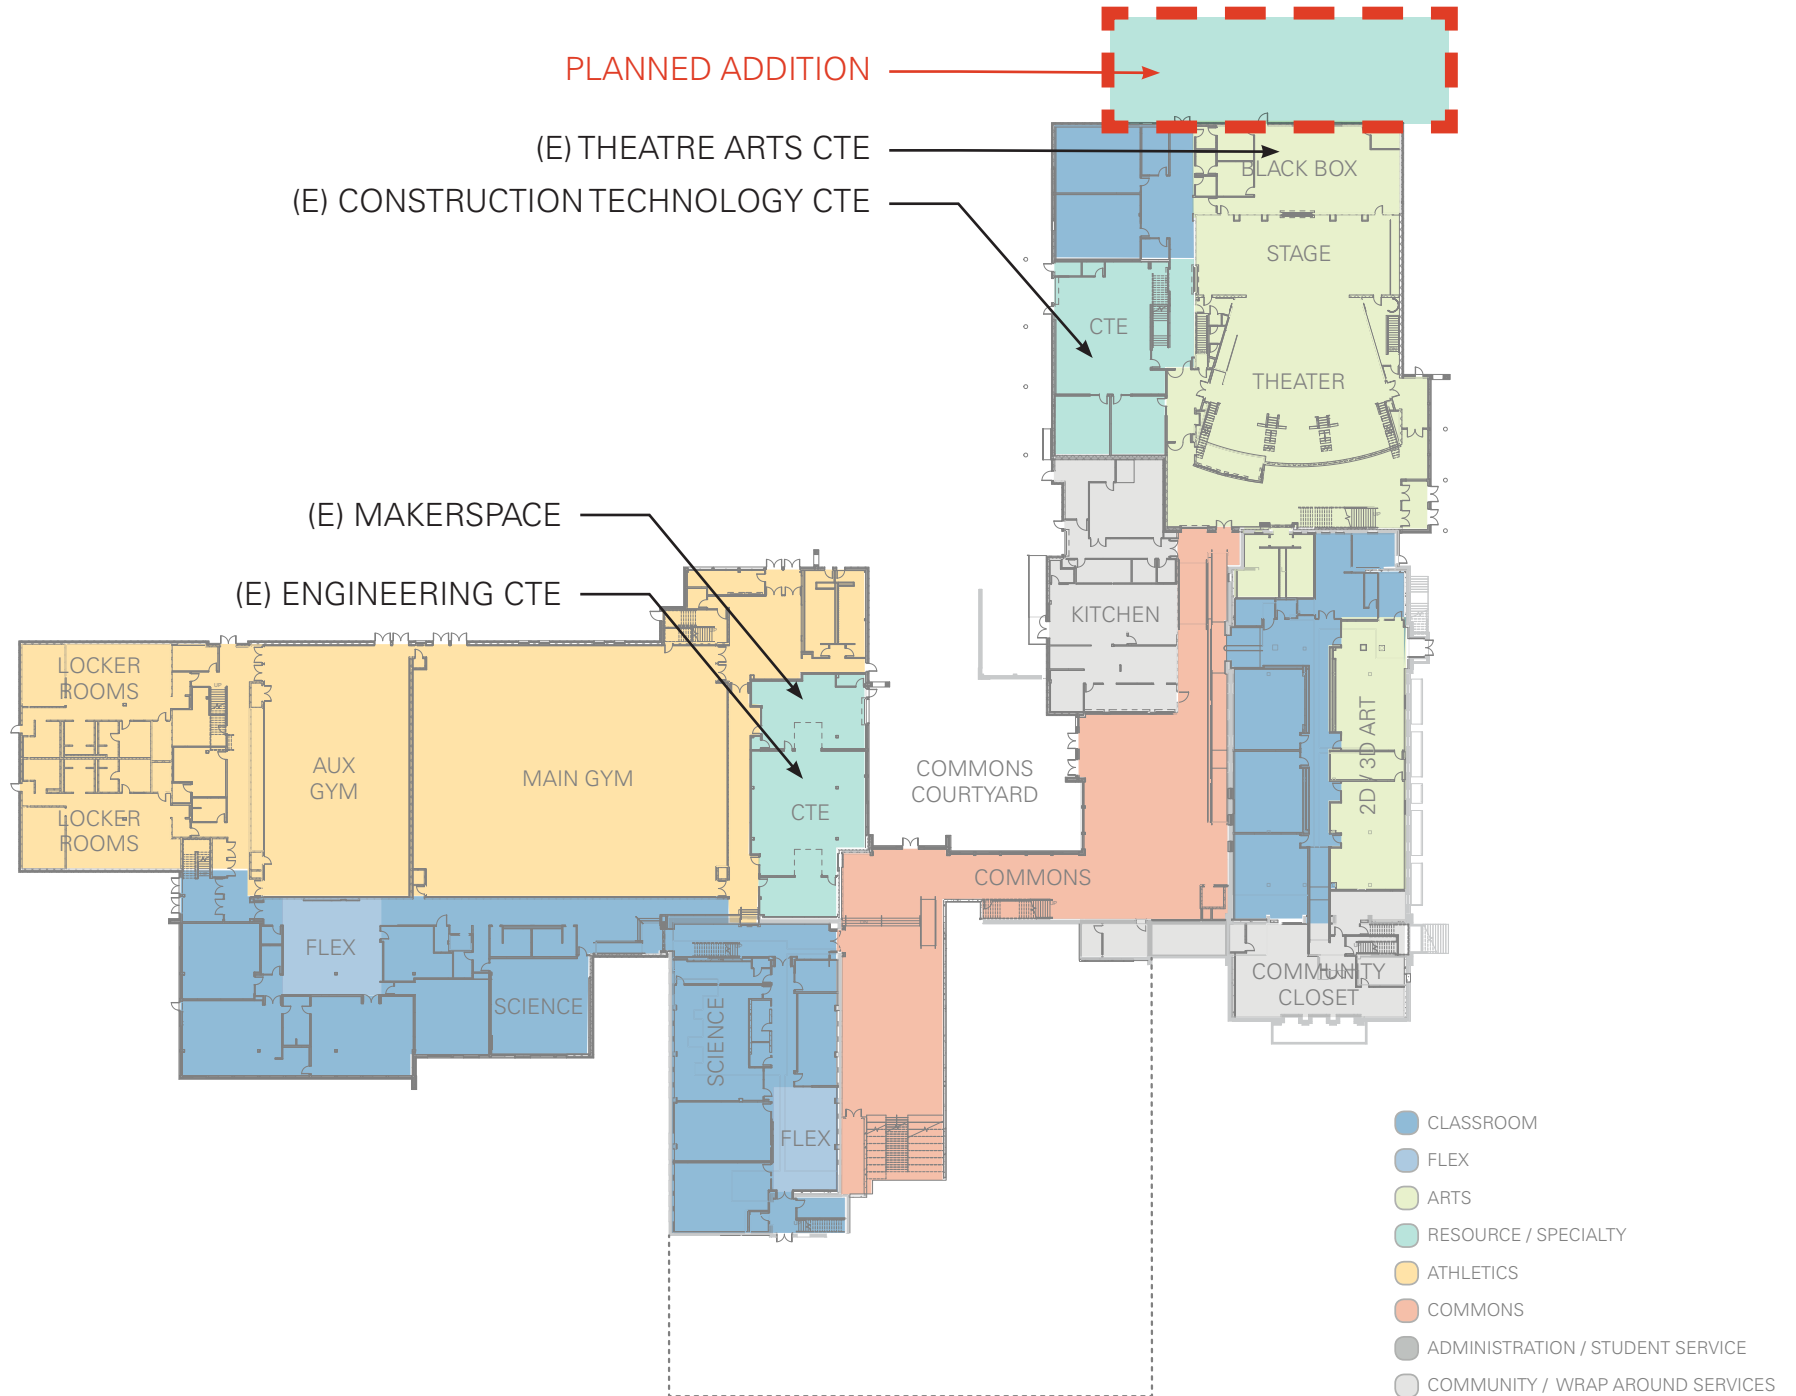 PLANNED ADDITION
(E) THEATRE ARTS CTE
BLACK BOX
(E) CONSTRUCTION TECHNOLOGY CTE
STAGE
CTE
THEATER
(E) MAKERSPACE
(E) ENGINEERING CTE
KITCHEN
LOCKER
ROOMS
AUX
GYM
MAIN GYM
COMMONS
COURTYARD
2D / 3D ART
LOCKER
ROOMS
CTE
COMMONS
FLEX
SCIENCE
SCIENCE
COMMUNITY
CLOSET
FLEX
CLASSROOM
FLEX
ARTS
RESOURCE / SPECIALTY
ATHLETICS
COMMONS
ADMINISTRATION / STUDENT SERVICE
COMMUNITY / WRAP AROUND SERVICES